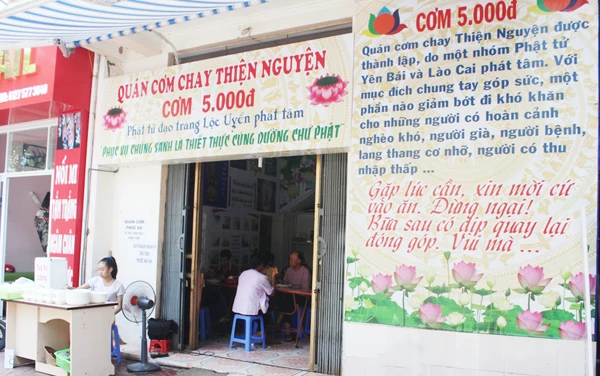 QUÁN CƠM CHAY THIỆN NGUYỆN
CƠM 5.000đ
Phật tử đạo tràng Lộc Uyển phát tâm
PHỤC VỤ CHÚNG SANH LÀ THIẾT THỰC CÚNG DƯỜNG CHƯ PHẬT
CƠM 5.000đ
Quán cơm chay Thiện Nguyện được
thành lập, do một nhóm Phật tử
Yên Bái và Lào Cai phát tâm. Với
mục đích chung tay góp sức, một
phần nào giảm bớt đi khó khăn
cho những người có hoàn cảnh
nghèo khó, người già, người bệnh,
lang thang cơ nhỡ, người có thu
nhập thấp ...
Gặp lúc cần, xin mời cứ
vào ăn. Đừng ngại!
Bữa sau có dịp quay lại
đóng góp. Vui mà ...
QUÁN CƠM